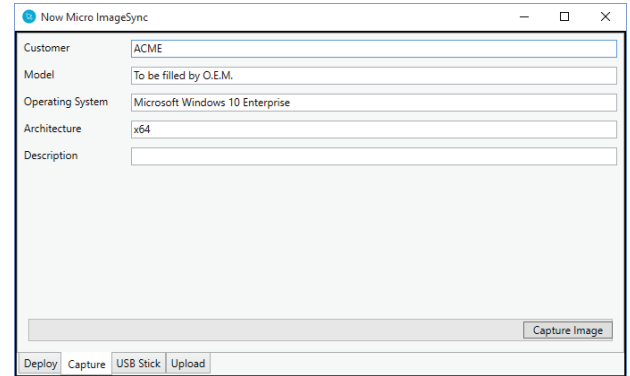 Now Micro ImageSync
Customer ACME
Model To be filled by O.E.M.
Operating System Microsoft Windows 10 Enterprise
Architecture x64
Description
Capture Image
Deploy Capture USB Stick Upload